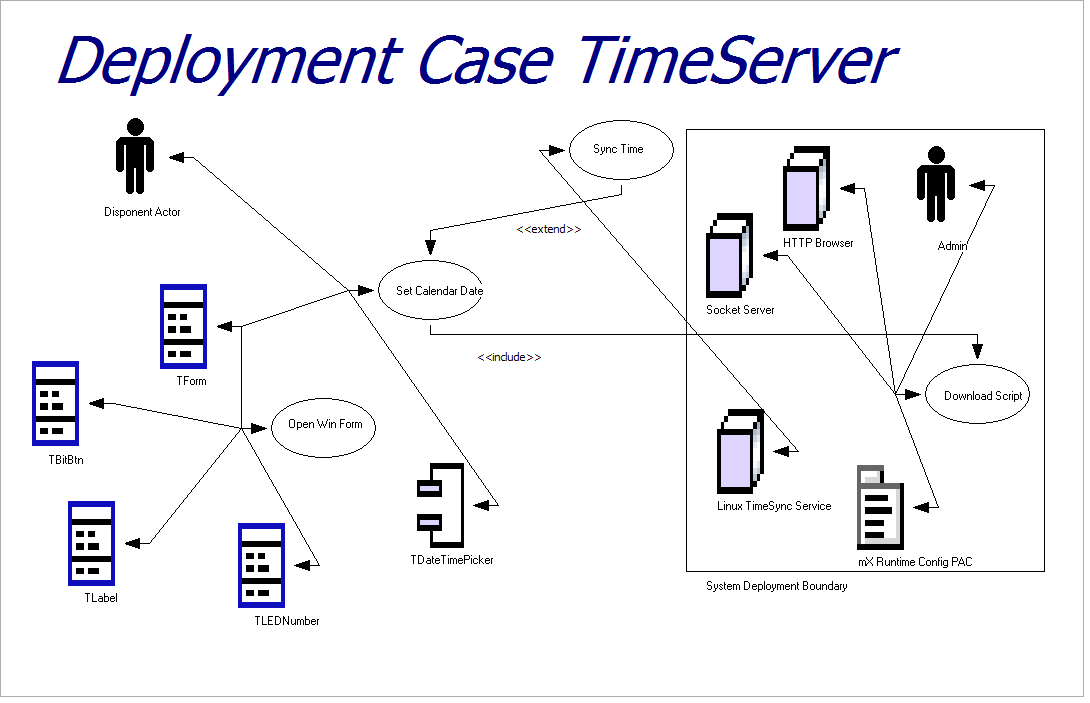 Deployment Case TimeServer
Sync Time
Disponent Actor
<<extend>>
HTTP Browser
Admin
Set Calendar Date
Socket Server
<<include>>
TForm
Download Script
Open Win Form
TBitBtn
Linux TimeSync Service
TDateTimePicker
mX Runtime Config PAC
System Deployment Boundary
TLabel
TLEDNumber